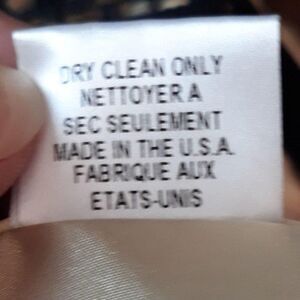 DRY CLEAN ONLY
NETTOYER A
SEC SEULEMENT
MADE IN THE U.S.A.
FABRIQUE AUX
ETATS-UNIS